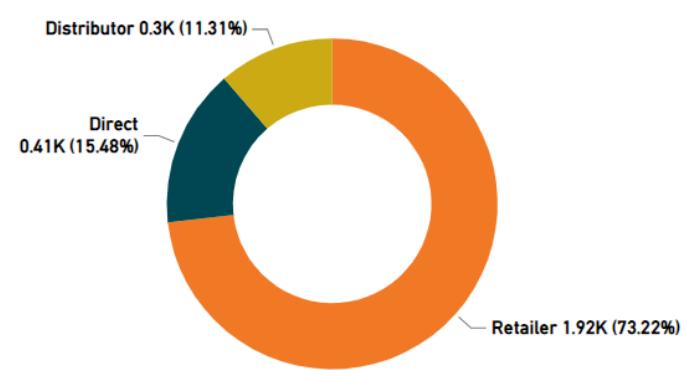 Distributor 0.3K (11.31%)
Direct
0.41K (15.48%)
Retailer 1.92K (73.22%)